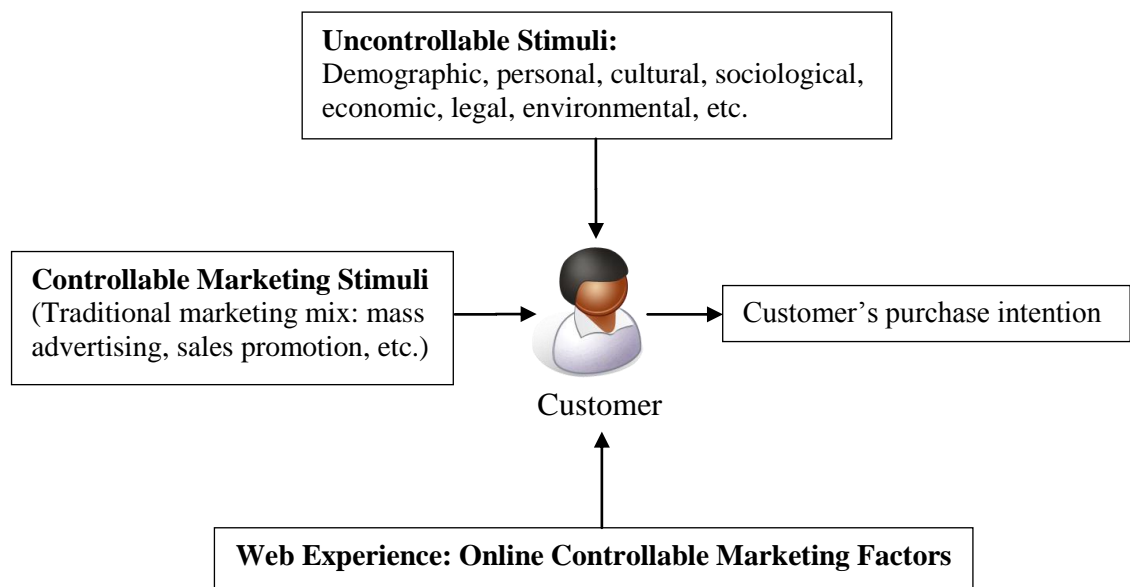 Uncontrollable Stimuli:
Demographic, personal, cultural, sociological,
economic, legal, environmental, etc.
Controllable Marketing Stimuli
(Traditional marketing mix: mass
advertising, sales promotion, etc.)
Customer’s purchase intention
Customer
Web Experience: Online Controllable Marketing Factors